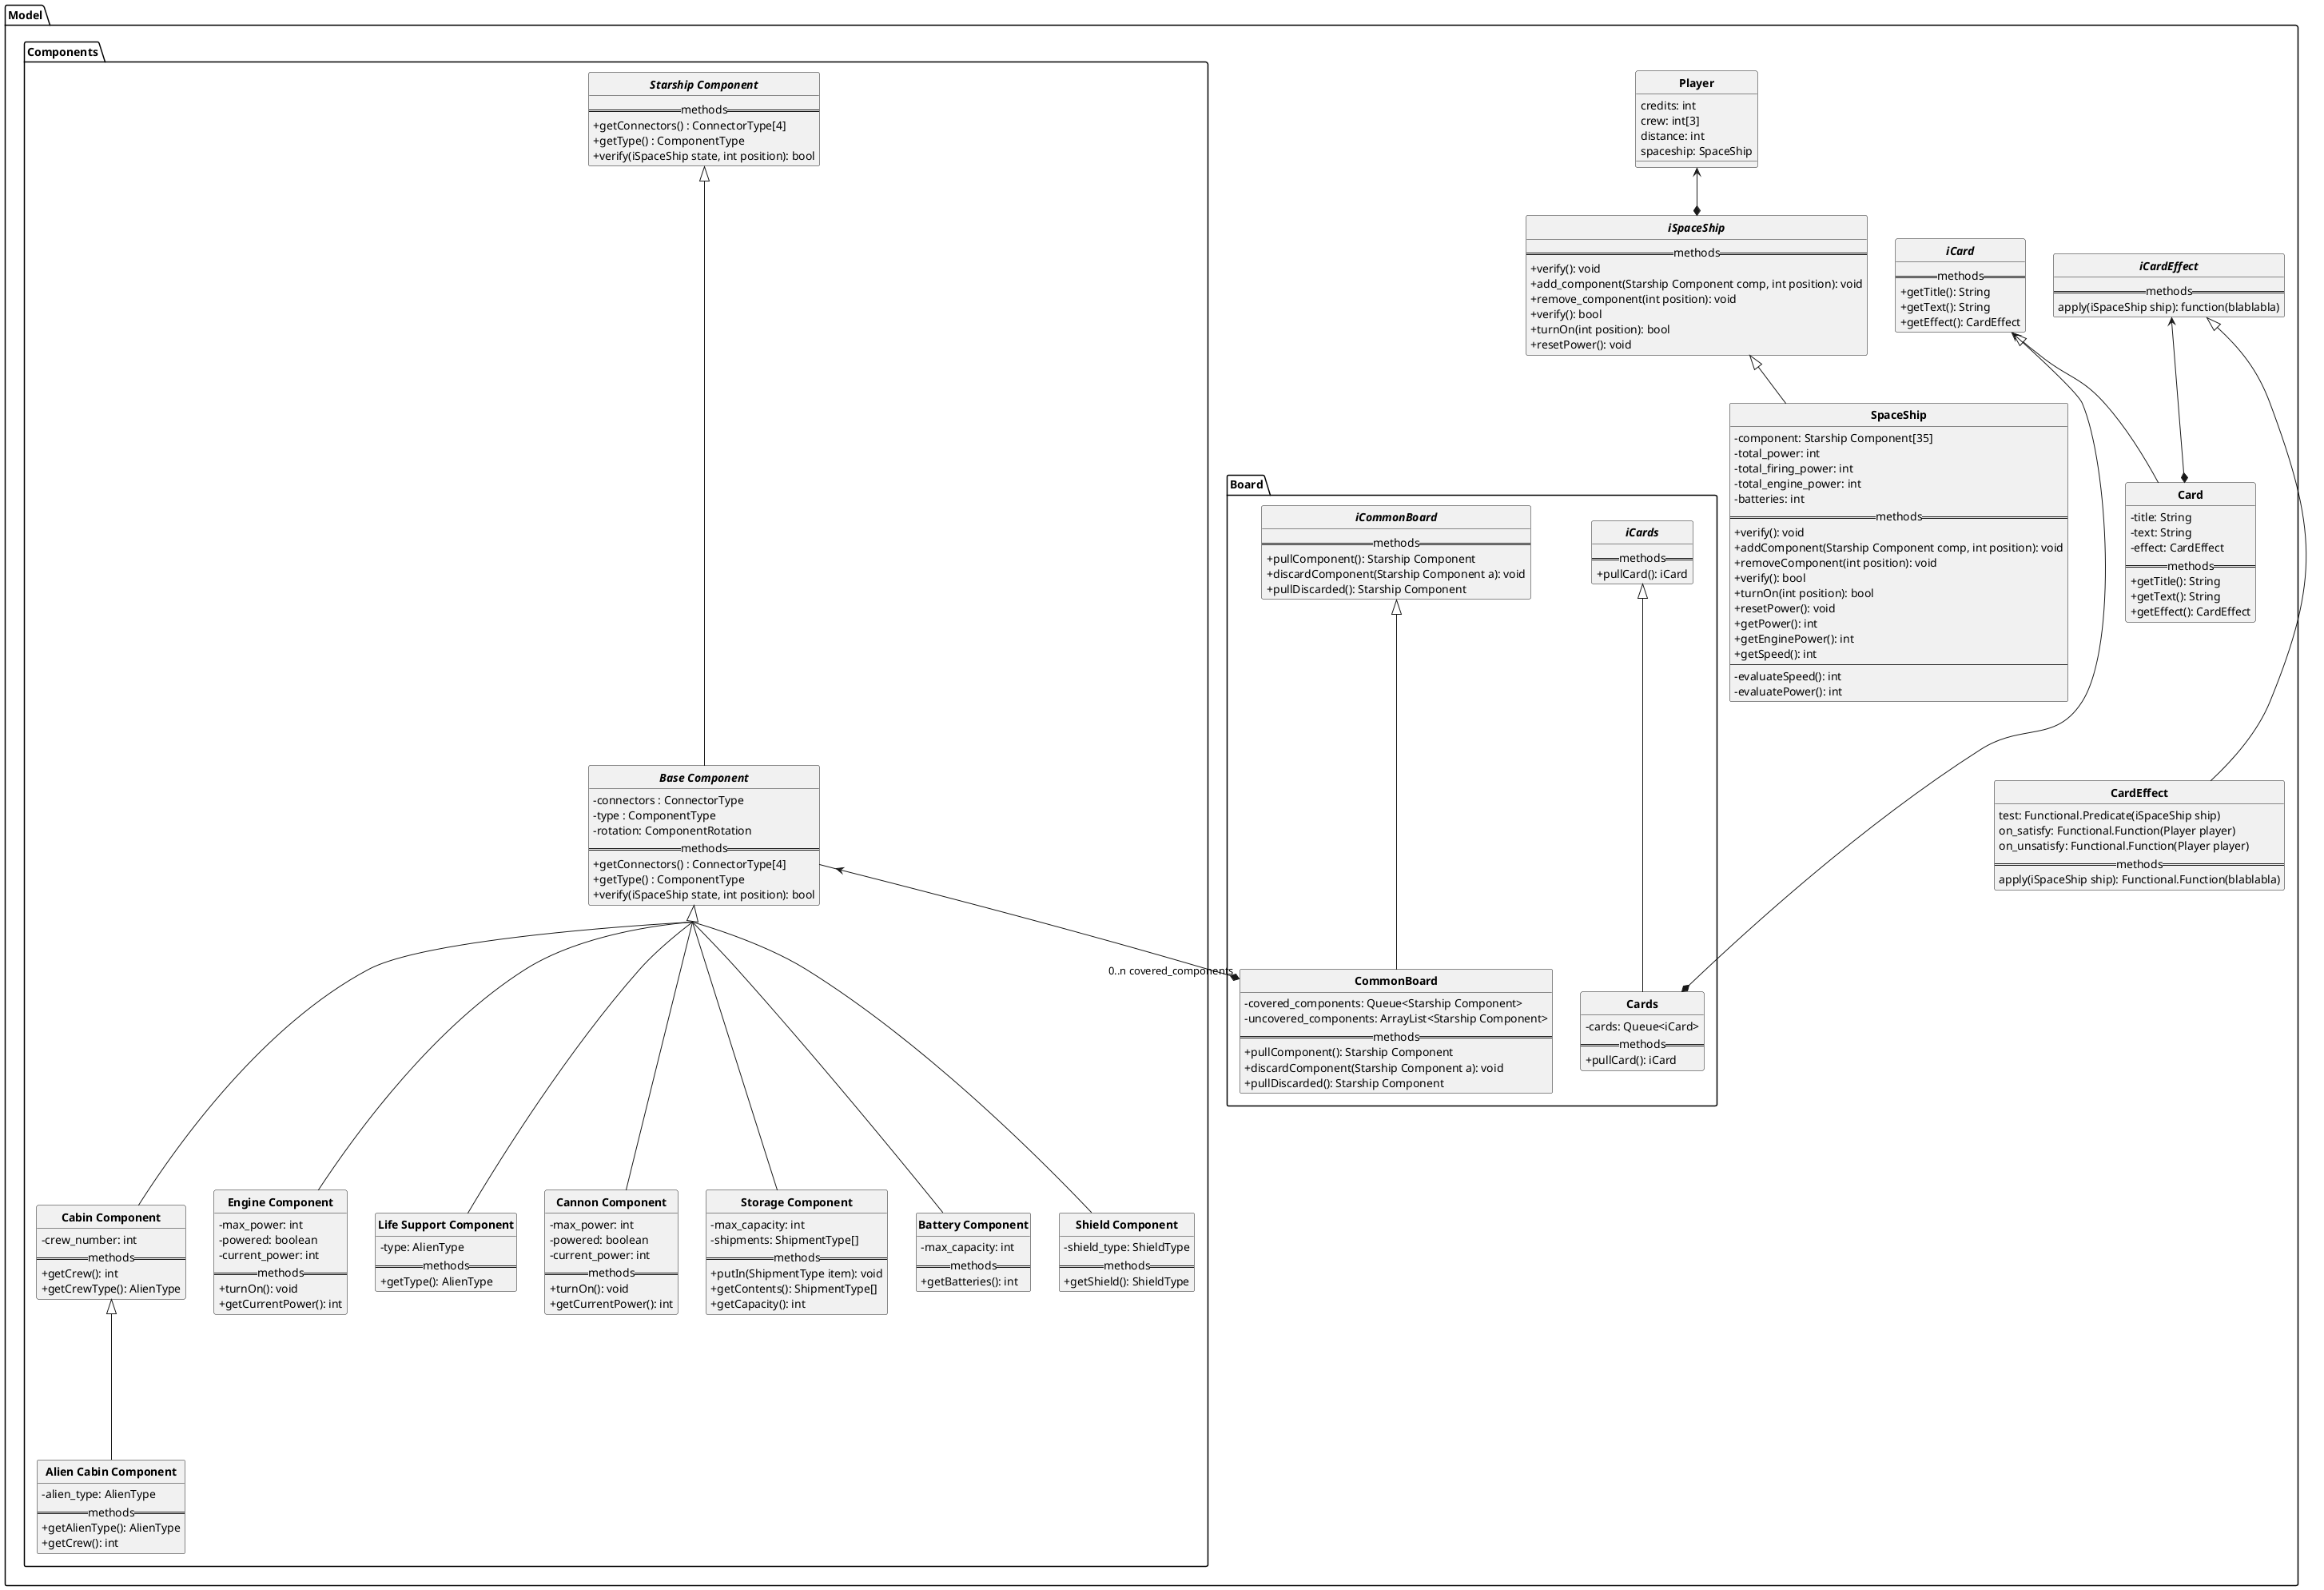 Model
Components
Starship Component
methods
+getConnectors() : ConnectorType[4]
+getType() : ComponentType
+verify(iSpaceShip state, int position): bool
Player
credits: int
crew: int[3]
distance: int
spaceship: SpaceShip
iSpaceShip
methods
+verify(): void
+add_component(Starship Component comp, int position): void
+remove_component(int position): void
+verify(): bool
+turnOn(int position): bool
+resetPower(): void
iCard
methods
+getTitle(): String
+getText(): String
+getEffect(): CardEffect
iCardEffect
methods
apply(iSpaceShip ship): function(blablabla)
SpaceShip
-component: Starship Component[35]
-total_power: int
-total_firing_power: int
-total_engine_power: int
-batteries: int
methods
+verify(): void
+addComponent(Starship Component comp, int position): void
+removeComponent(int position): void
+verify(): bool
+turnOn(int position): bool
+resetPower(): void
+getPower(): int
+getEnginePower(): int
+getSpeed(): int
-evaluateSpeed(): int
-evaluatePower(): int
Card
-title: String
-text: String
-effect: CardEffect
methods
+getTitle(): String
+getText(): String
+getEffect(): CardEffect
Board
iCommonBoard
methods
+pullComponent(): Starship Component
+discardComponent(Starship Component a): void
+pullDiscarded(): Starship Component
iCards
methods
+pullCard(): iCard
Base Component
-connectors : ConnectorType
-type : ComponentType
-rotation: ComponentRotation
methods
+getConnectors() : ConnectorType[4]
+getType() : ComponentType
+verify(iSpaceShip state, int position): bool
CardEffect
test: Functional.Predicate(iSpaceShip ship)
on_satisfy: Functional.Function(Player player)
on_unsatisfy: Functional.Function(Player player)
methods
apply(iSpaceShip ship): Functional.Function(blablabla)
0..n covered_components
CommonBoard
-covered_components: Queue<Starship Component>
-uncovered_components: ArrayList<Starship Component>
methods
+pullComponent(): Starship Component
+discardComponent(Starship Component a): void
+pullDiscarded(): Starship Component
Cards
-cards: Queue<iCard>
methods
+pullCard(): iCard
Cabin Component
-crew_number: int
methods
+getCrew(): int
+getCrewType(): AlienType
Engine Component
-max_power: int
-powered: boolean
-current_power: int
methods
+turnOn(): void
+getCurrentPower(): int
Life Support Component
-type: AlienType
methods
+getType(): AlienType
Cannon Component
-max_power: int
-powered: boolean
-current_power: int
methods
+turnOn(): void
+getCurrentPower(): int
Storage Component
-max_capacity: int
-shipments: ShipmentType[]
methods
+putIn(ShipmentType item): void
+getContents(): ShipmentType[]
+getCapacity(): int
Battery Component
-max_capacity: int
methods
+getBatteries(): int
Shield Component
-shield_type: ShieldType
methods
+getShield(): ShieldType
Alien Cabin Component
-alien_type: AlienType
methods
+getAlienType(): AlienType
+getCrew(): int